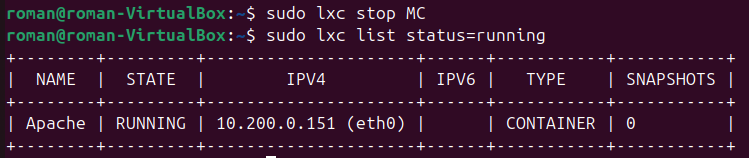 roman@roman-VirtualBox:~$ sudo lxc stop MC
roman@roman-VirtualBox:~$ sudo lxc list status=running
+--------+---------+---------------------+------+-----------+-----------+
|  NAME  |  STATE  |        IPV4         | IPV6 |   TYPE    | SNAPSHOTS |
+--------+---------+---------------------+------+-----------+-----------+
| Apache | RUNNING | 10.200.0.151 (eth0) |      | CONTAINER | 0         |
+--------+---------+---------------------+------+-----------+-----------+